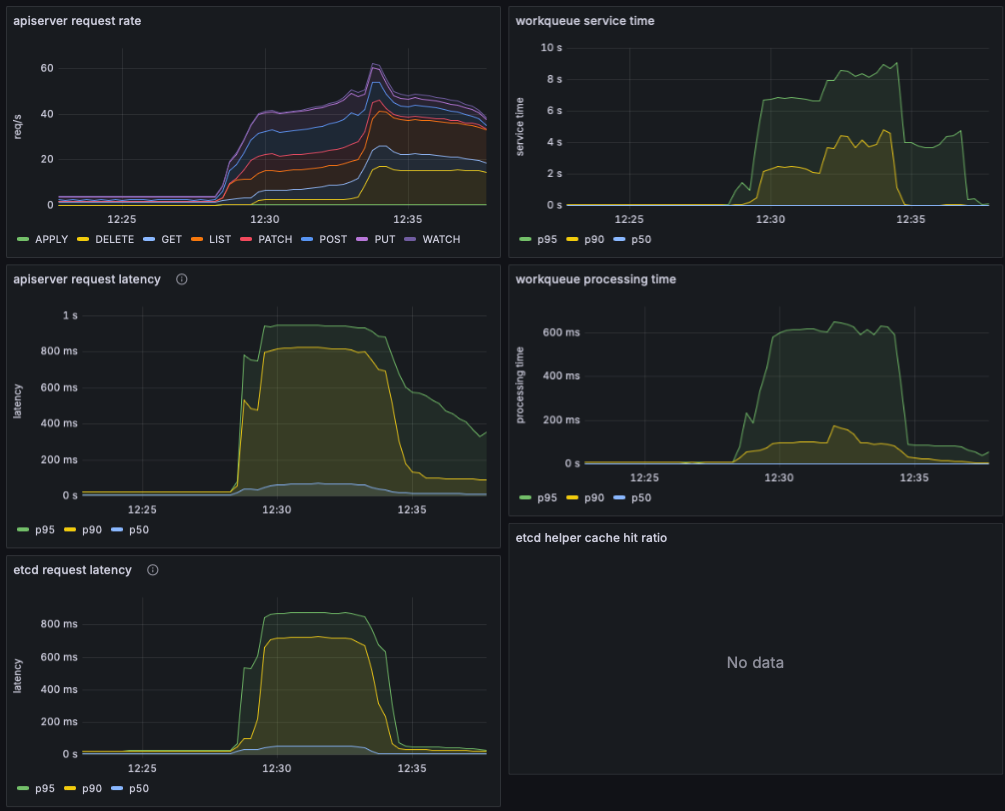 apiserver request rate
req/s
60
40
20
0
12:25 12:30 12:35
APPLY DELETE GET LIST PATCH POST PUT WATCH
workqueue service time
service time
10 s
8 s
6 s
4 s
2 s
0 s
12:25 12:30 12:35
p95 p90 p50
apiserver request latency
latency
1 s
800 ms
600 ms
400 ms
200 ms
0 s
12:25 12:30 12:35
p95 p90 p50
workqueue processing time
processing time
600 ms
400 ms
200 ms
0 s
12:25 12:30 12:35
p95 p90 p50
etcd request latency
latency
800 ms
600 ms
400 ms
200 ms
0 s
12:25 12:30 12:35
p95 p90 p50
etcd helper cache hit ratio
No data